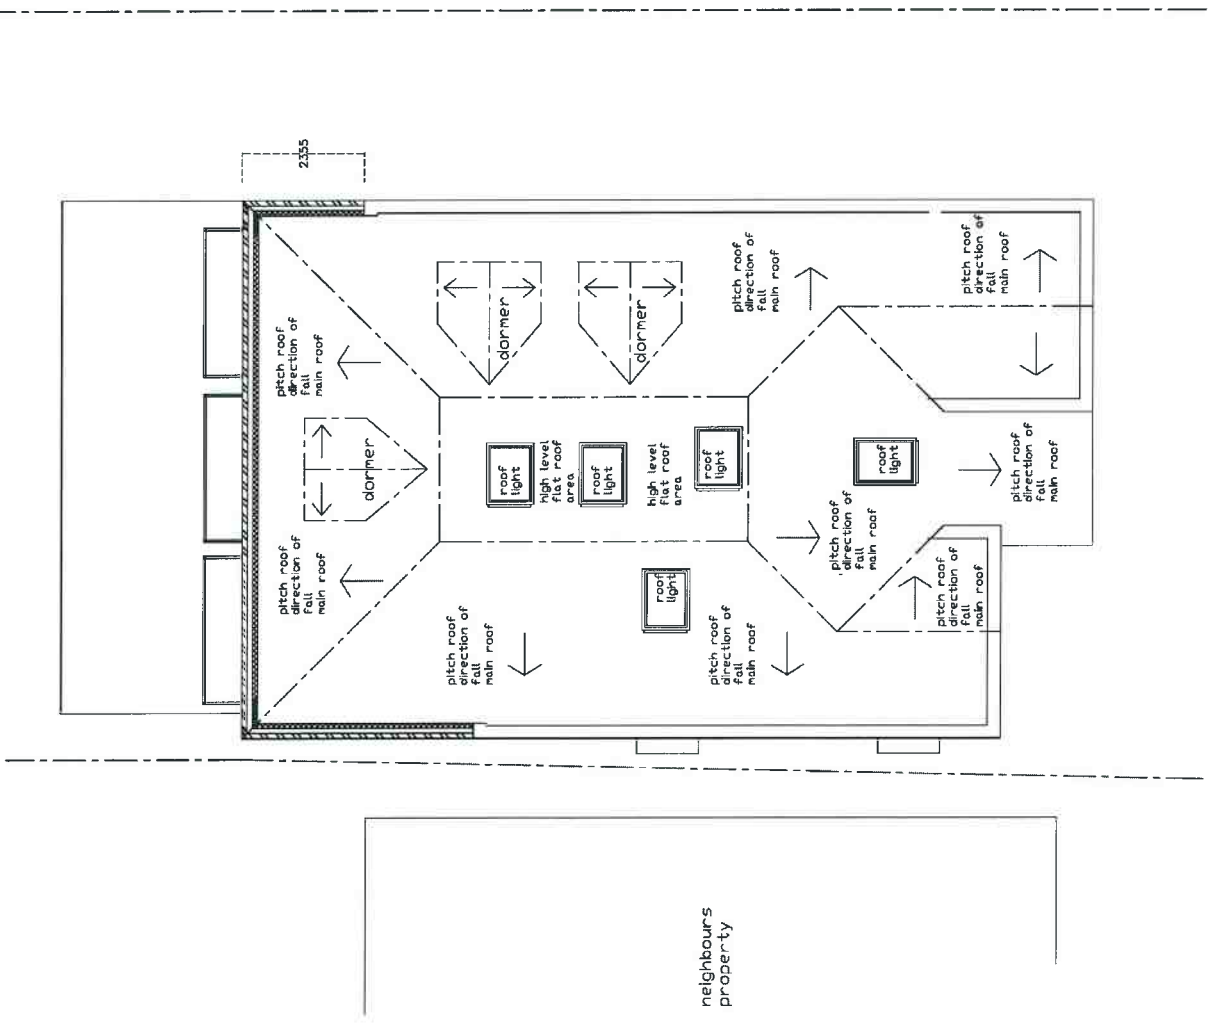 2355
pitch roof
direction of
fall
main roof
dormer
pitch roof
direction of
fall
main roof
dormer
dormer
pitch roof
direction of
fall
main roof
pitch roof
direction of
fall
main roof
roof
light
high level
flat roof
area
roof
light
high level
flat roof
area
roof
light
roof
light
pitch roof
direction of
fall
main roof
pitch roof
direction of
fall
main roof
roof
light
pitch roof
direction of
fall
main roof
pitch roof
direction of
fall
main roof
pitch roof
direction of
fall
main roof
neighbours
property